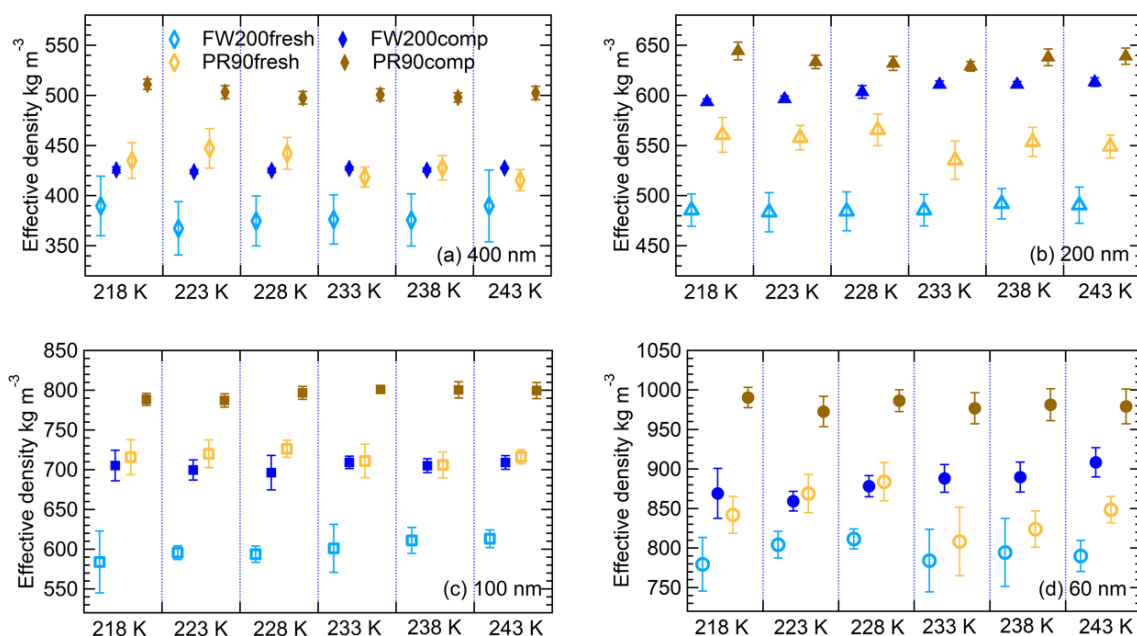 FW200fresh FW200comp
PR90fresh PR90comp
Effective density kg m⁻³
550
500
450
400
350
(a) 400 nm
218 K 223 K 228 K 233 K 238 K 243 K
Effective density kg m⁻³
650
600
550
500
450
(b) 200 nm
218 K 223 K 228 K 233 K 238 K 243 K
Effective density kg m⁻³
850
800
750
700
650
600
550
(c) 100 nm
218 K 223 K 228 K 233 K 238 K 243 K
Effective density kg m⁻³
1050
1000
950
900
850
800
750
(d) 60 nm
218 K 223 K 228 K 233 K 238 K 243 K